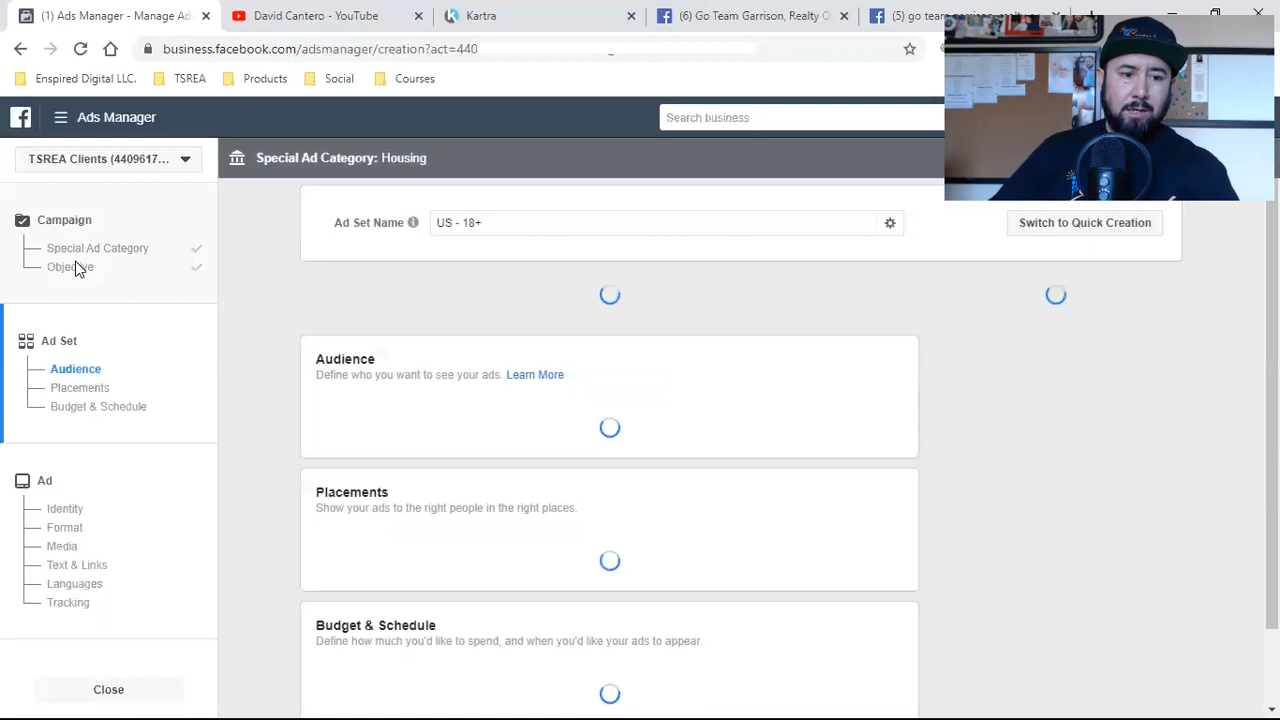 (1) Ads Manager - Manage Ad
David Cantero - YouTube
Kartra
(6) Go Team Garrison, Realty O
(5) go team
business.facebook.com/adsmanager/creation?act=440
Enspired Digital LLC.
TSREA
Products
Social
Courses
Ads Manager
Search business
TSREA Clients (4409617...
Special Ad Category: Housing
Campaign
Special Ad Category
Objective
Ad Set Name
US - 18+
Switch to Quick Creation
Ad Set
Audience
Placements
Budget & Schedule
Audience
Define who you want to see your ads. Learn More
Placements
Show your ads to the right people in the right places.
Ad
Identity
Format
Media
Text & Links
Languages
Tracking
Budget & Schedule
Define how much you'd like to spend, and when you'd like your ads to appear.
Close